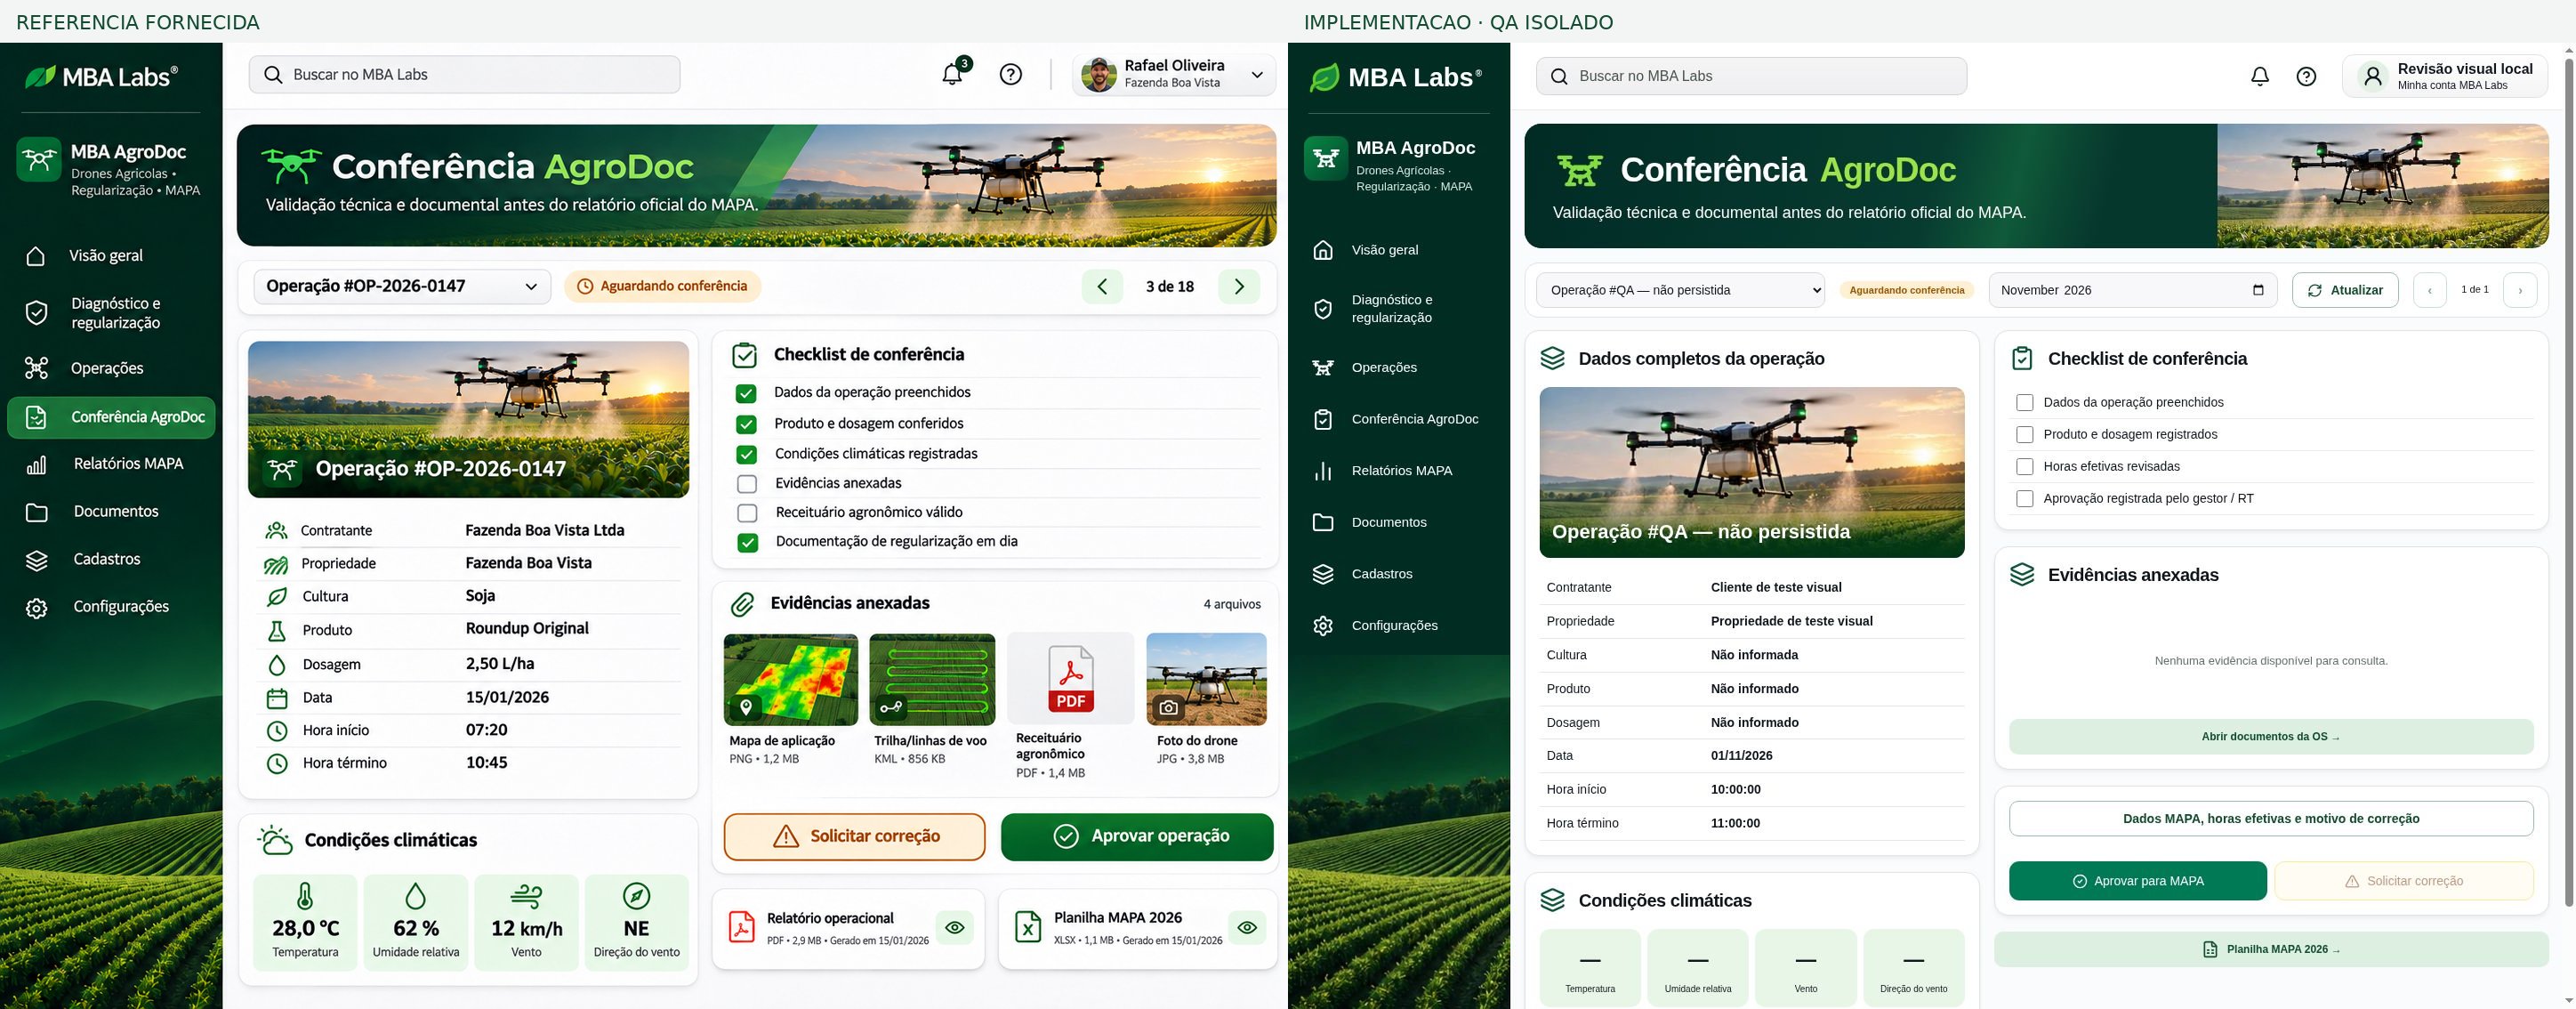 REFERENCIA FORNECIDA
MBA Labs®
MBA AgroDoc
Drones Agrícolas •
Regularização • MAPA
Visão geral
Diagnóstico e
regularização
Operações
Conferência AgroDoc
Relatórios MAPA
Documentos
Cadastros
Configurações
Buscar no MBA Labs
3
Rafael Oliveira
Fazenda Boa Vista
Conferência AgroDoc
Validação técnica e documental antes do relatório oficial do MAPA.
Operação #OP-2026-0147
Aguardando conferência
3 de 18
Operação #OP-2026-0147
Contratante Fazenda Boa Vista Ltda
Propriedade Fazenda Boa Vista
Cultura Soja
Produto Roundup Original
Dosagem 2,50 L/ha
Data 15/01/2026
Hora início 07:20
Hora término 10:45
Condições climáticas
28,0 °C 62 % 12 km/h NE
Temperatura Umidade relativa Vento Direção do vento
Checklist de conferência
Dados da operação preenchidos
Produto e dosagem conferidos
Condições climáticas registradas
Evidências anexadas
Receituário agronômico válido
Documentação de regularização em dia
Evidências anexadas 4 arquivos
PDF
Mapa de aplicação
PNG • 1,2 MB
Trilha/linhas de voo
KML • 856 KB
Receituário
agronômico
PDF • 1,4 MB
Foto do drone
JPG • 3,8 MB
Solicitar correção
Aprovar operação
Relatório operacional
PDF • 2,9 MB • Gerado em 15/01/2026
X
Planilha MAPA 2026
XLSX • 1,1 MB • Gerado em 15/01/2026
IMPLEMENTACAO · QA ISOLADO
MBA Labs®
MBA AgroDoc
Drones Agrícolas ·
Regularização · MAPA
Visão geral
Diagnóstico e
regularização
Operações
Conferência AgroDoc
Relatórios MAPA
Documentos
Cadastros
Configurações
Buscar no MBA Labs
Revisão visual local
Minha conta MBA Labs
Conferência AgroDoc
Validação técnica e documental antes do relatório oficial do MAPA.
Operação #QA — não persistida
Aguardando conferência
November 2026
Atualizar
‹ 1 de 1 ›
Dados completos da operação
Operação #QA — não persistida
Contratante Cliente de teste visual
Propriedade Propriedade de teste visual
Cultura Não informada
Produto Não informado
Dosagem Não informado
Data 01/11/2026
Hora início 10:00:00
Hora término 11:00:00
Condições climáticas
— — — —
Temperatura Umidade relativa Vento Direção do vento
Checklist de conferência
Dados da operação preenchidos
Produto e dosagem registrados
Horas efetivas revisadas
Aprovação registrada pelo gestor / RT
Evidências anexadas
Nenhuma evidência disponível para consulta.
Abrir documentos da OS →
Dados MAPA, horas efetivas e motivo de correção
Aprovar para MAPA
Solicitar correção
Planilha MAPA 2026 →